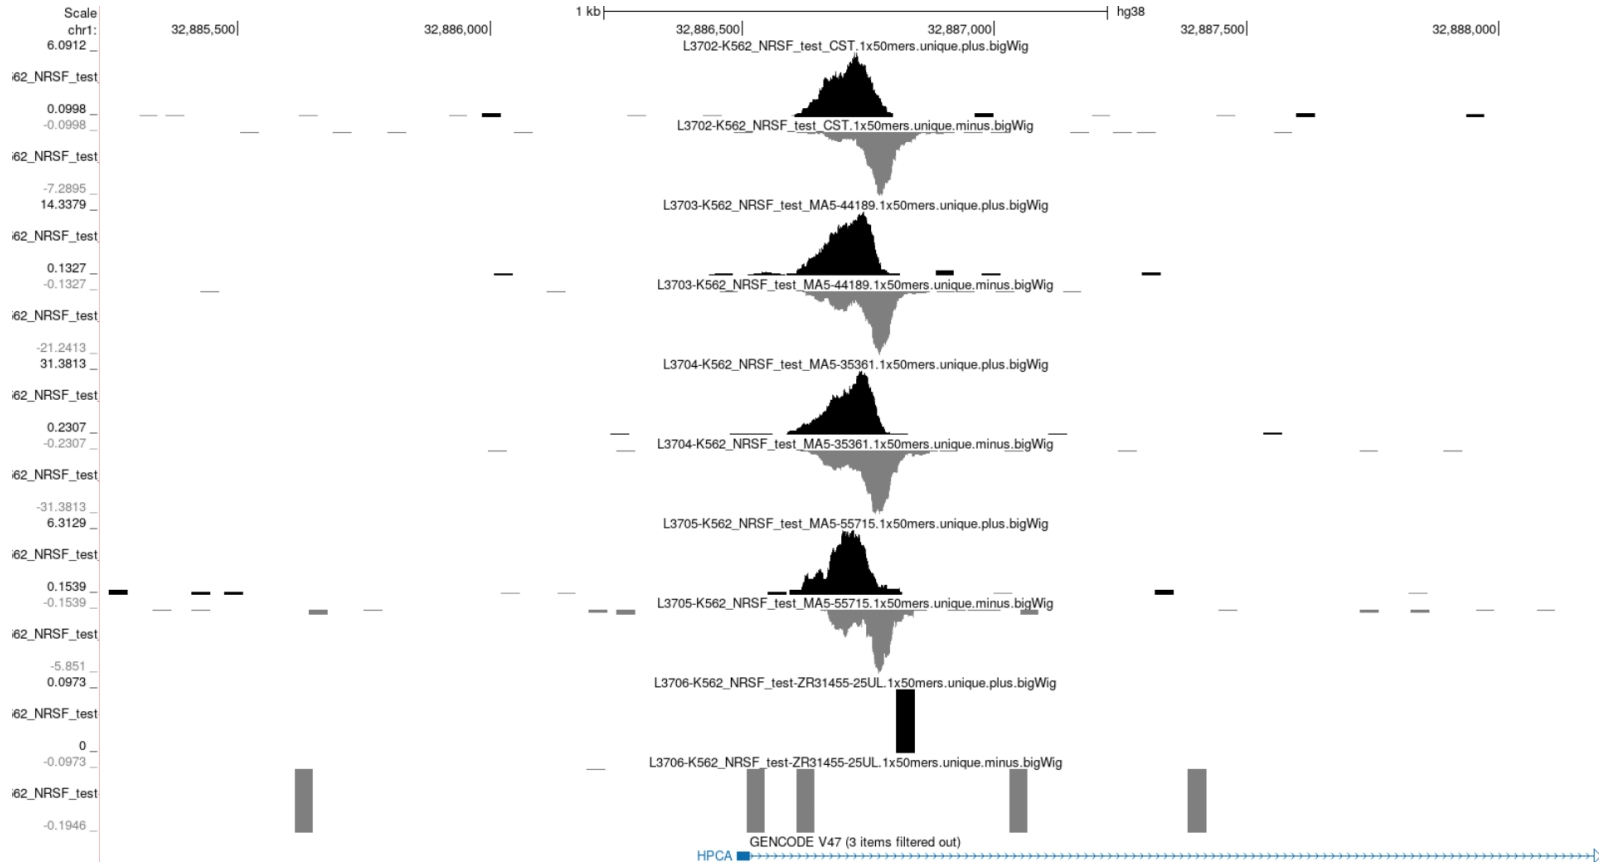 Scale 1 kb hg38
chr1: 32,885,500 32,886,000 32,886,500 32,887,000 32,887,500 32,888,000
L3702-K562_NRSF_test_CST.1x50mers.unique.plus.bigWig
6.0912 _
62_NRSF_test
0.0998 _
L3702-K562_NRSF_test_CST.1x50mers.unique.minus.bigWig
-0.0998 _
62_NRSF_test
-7.2895 _
L3703-K562_NRSF_test_MA5-44189.1x50mers.unique.plus.bigWig
14.3379 _
62_NRSF_test
0.1327 _
L3703-K562_NRSF_test_MA5-44189.1x50mers.unique.minus.bigWig
-0.1327 _
62_NRSF_test
-21.2413 _
L3704-K562_NRSF_test_MA5-35361.1x50mers.unique.plus.bigWig
31.3813 _
62_NRSF_test
0.2307 _
L3704-K562_NRSF_test_MA5-35361.1x50mers.unique.minus.bigWig
-0.2307 _
62_NRSF_test
-31.3813 _
L3705-K562_NRSF_test_MA5-55715.1x50mers.unique.plus.bigWig
6.3129 _
62_NRSF_test
0.1539 _
L3705-K562_NRSF_test_MA5-55715.1x50mers.unique.minus.bigWig
-0.1539 _
62_NRSF_test
-5.851 _
L3706-K562_NRSF_test-ZR31455-25UL.1x50mers.unique.plus.bigWig
0.0973 _
62_NRSF_test
0 _
L3706-K562_NRSF_test-ZR31455-25UL.1x50mers.unique.minus.bigWig
-0.0973 _
62_NRSF_test
-0.1946 _
GENCODE V47 (3 items filtered out)
HPCA